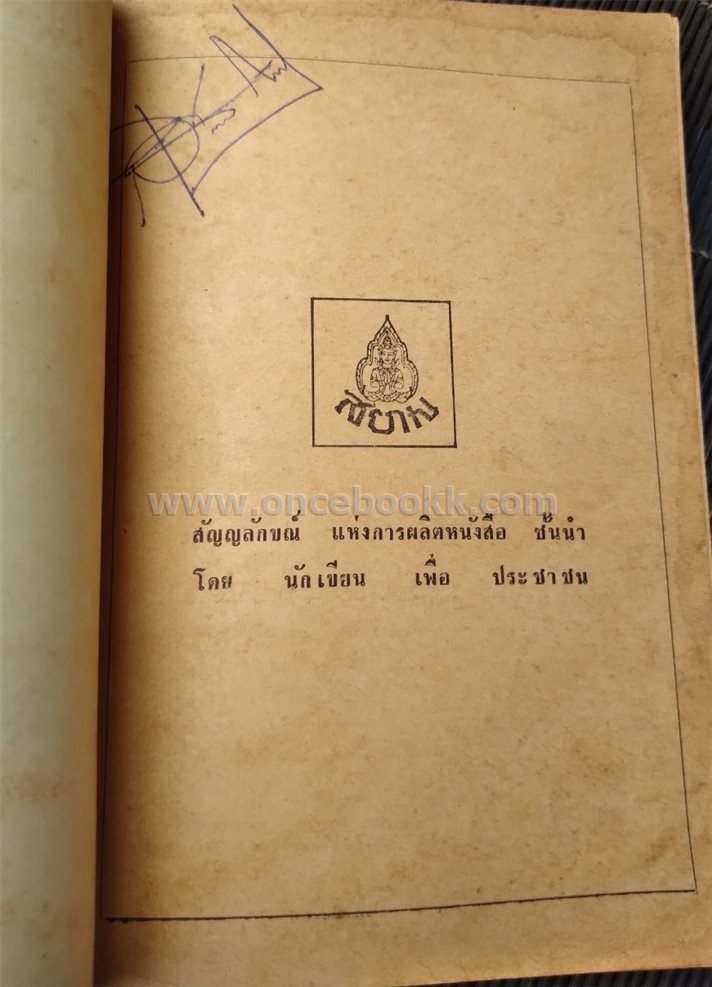 สิยาม
www.oncebookk.com
สัญญลักขณ์ แห่งการผลิตหนังสือ ชั้นนำ
โดย นักเขียน เพื่อ ประชาชน